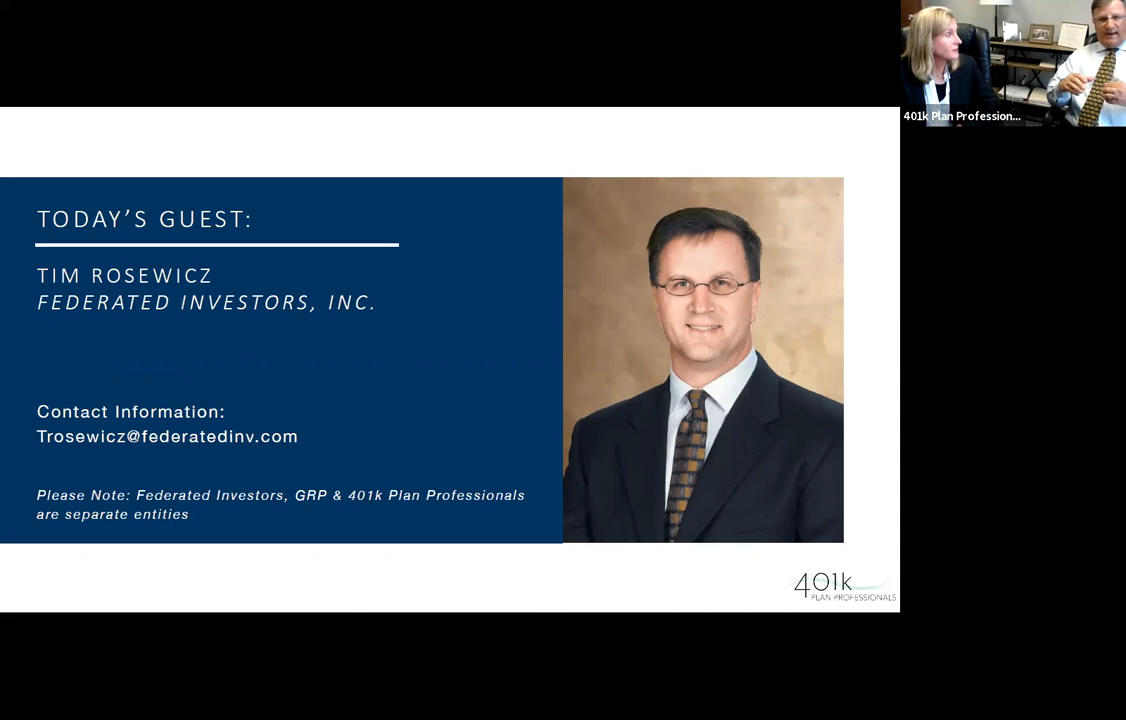 401k Plan Profession...
TODAY'S GUEST:
TIM ROSEWICZ
FEDERATED INVESTORS, INC.
Contact Information:
Trosewicz@federatedinv.com
Please Note: Federated Investors, GRP & 401k Plan Professionals
are separate entities
401k
PLAN PROFESSIONALS